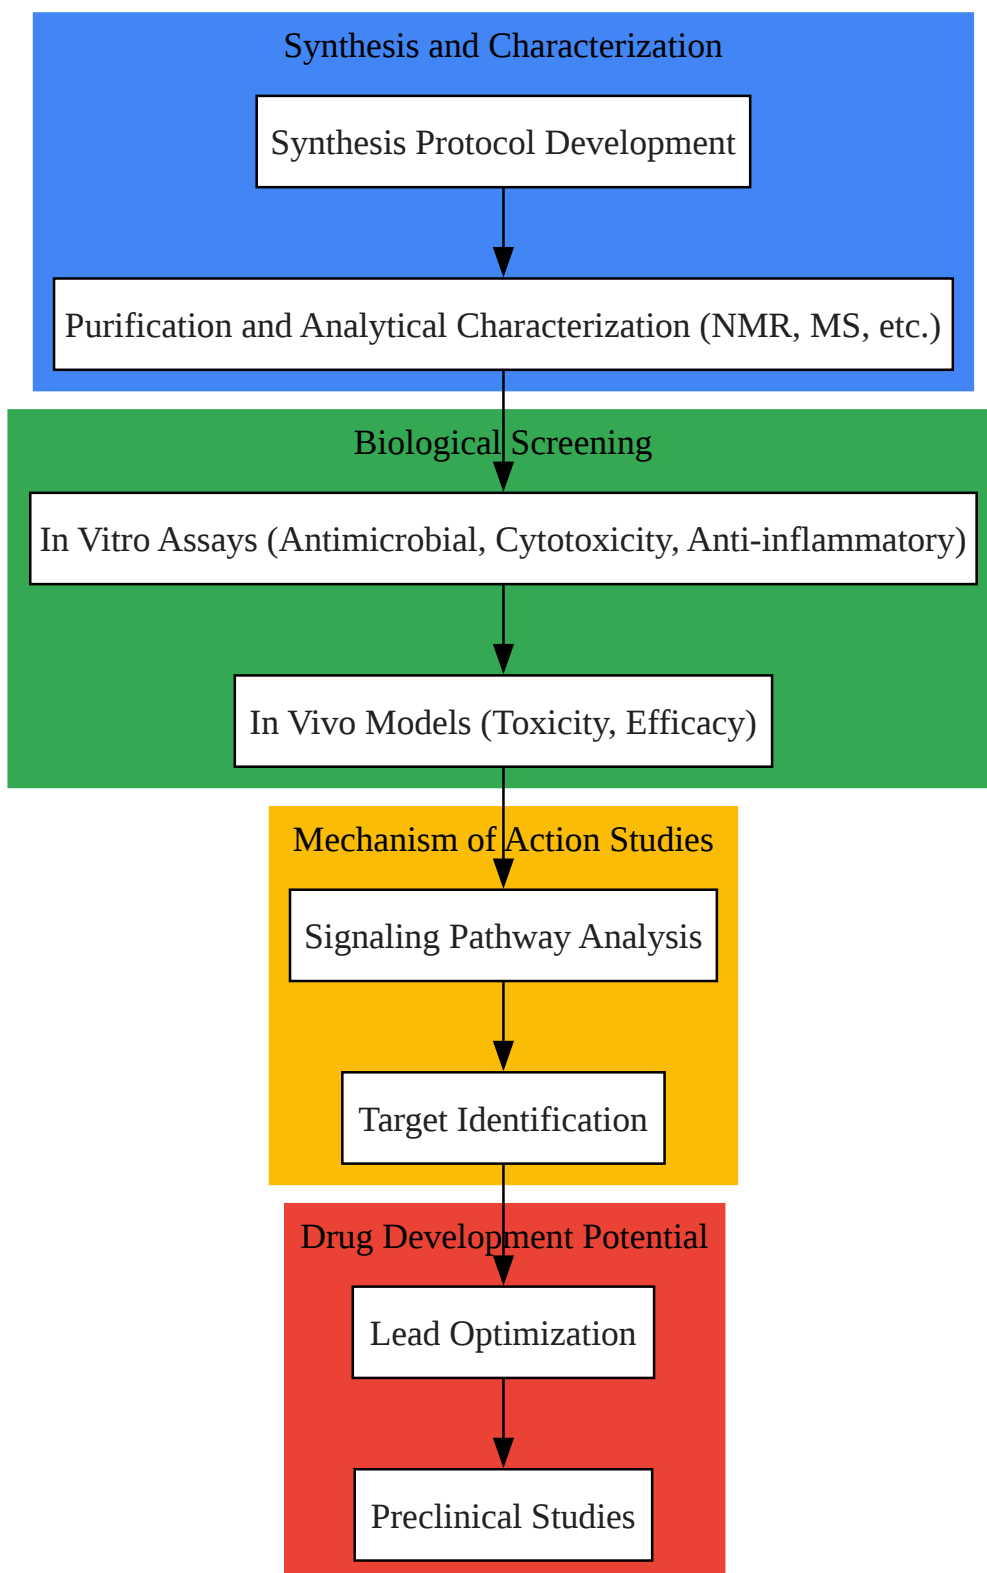 Synthesis and Characterization
Synthesis Protocol Development
Purification and Analytical Characterization (NMR, MS, etc.)
Biological Screening
In Vitro Assays (Antimicrobial, Cytotoxicity, Anti-inflammatory)
In Vivo Models (Toxicity, Efficacy)
Mechanism of Action Studies
Signaling Pathway Analysis
Target Identification
Drug Development Potential
Lead Optimization
Preclinical Studies